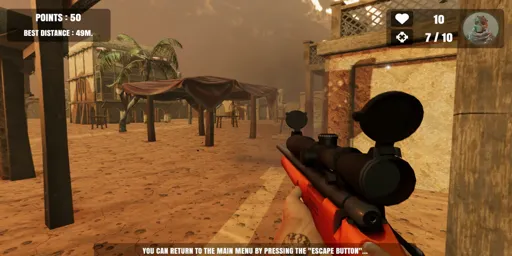 POINTS : 50
BEST DISTANCE : 49M.
10
7 / 10
YOU CAN RETURN TO THE MAIN MENU BY PRESSING THE "ESCAPE BUTTON"...